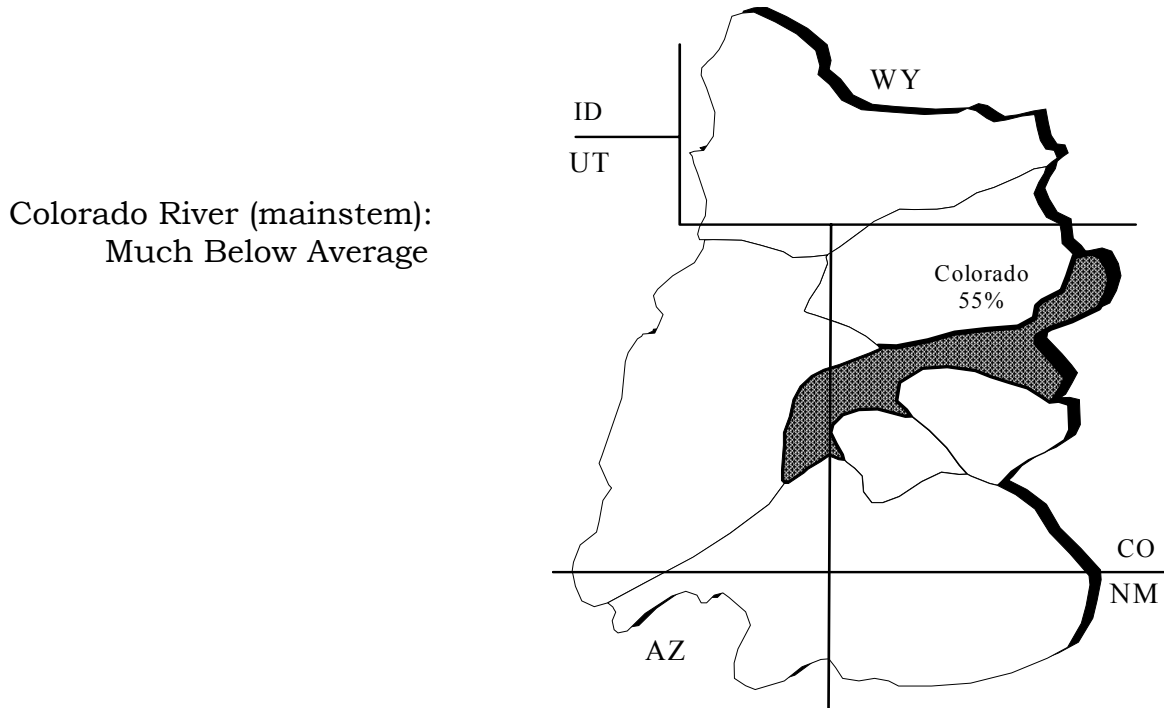 WY
ID
UT
Colorado River (mainstem):
Much Below Average
Colorado
55%
CO
NM
AZ